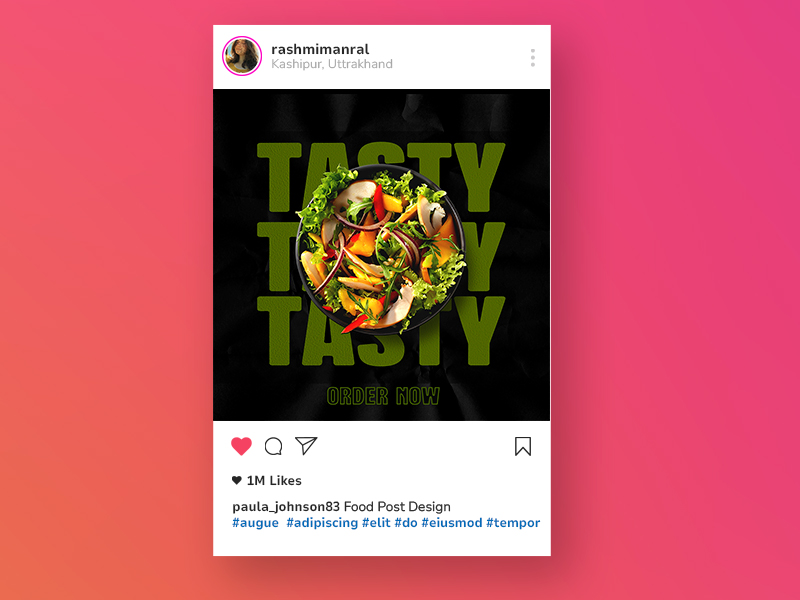 rashmimanral
Kashipur, Uttrakhand
TASTY
TASTY
TASTY
ORDER NOW
1M Likes
paula_johnson83 Food Post Design
#augue #adipiscing #elit #do #eiusmod #tempor